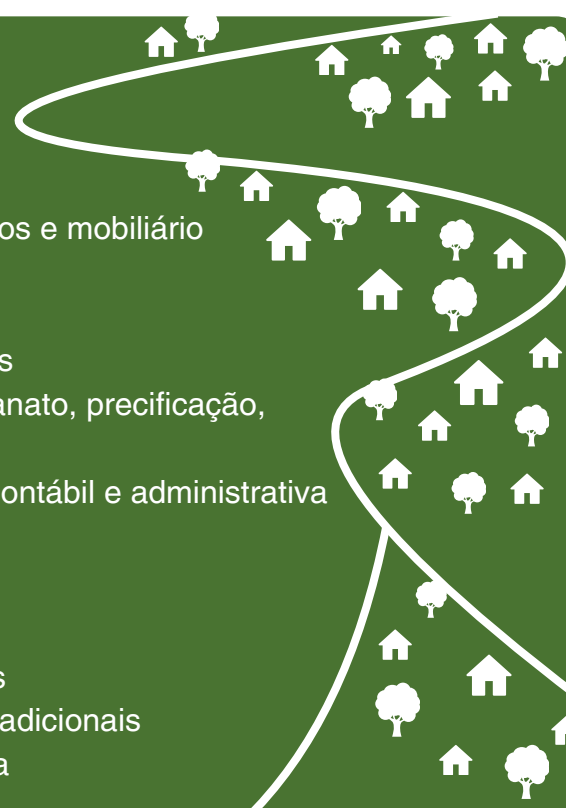 os e mobiliário
s
anato, precificação,
ontábil e administrativa
s
adicionais
a